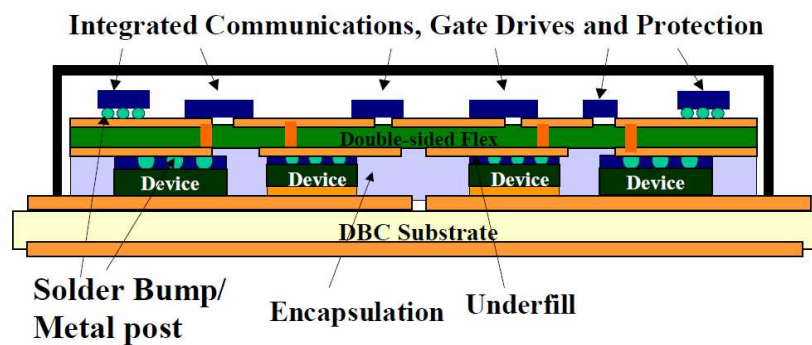 Integrated Communications, Gate Drives and Protection
Double-sided Flex
Device Device Device Device
DBC Substrate
Solder Bump/
Metal post
Encapsulation
Underfill